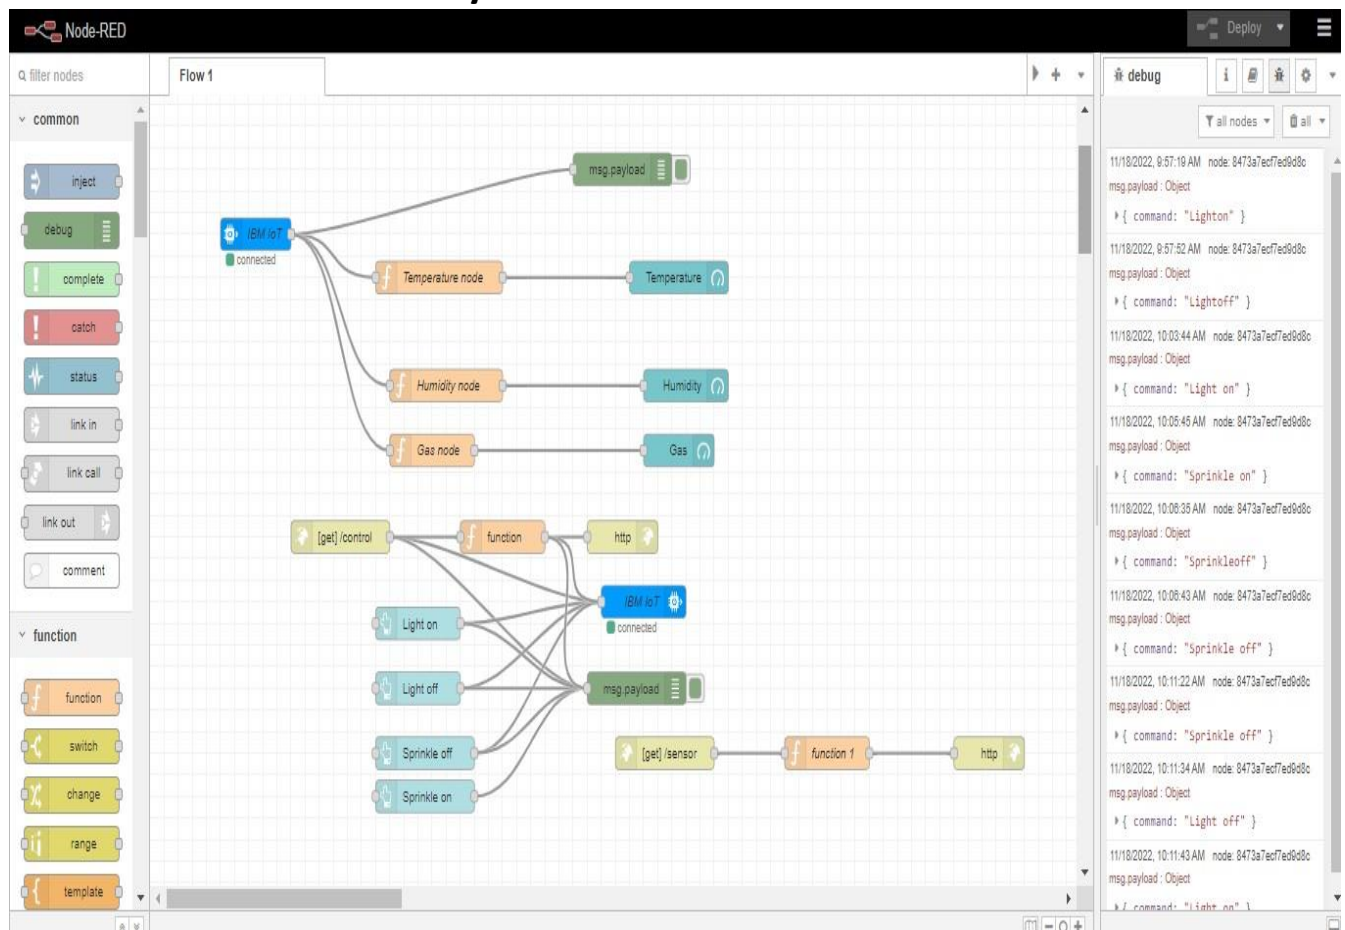 Node-RED
Deploy
filter nodes
Flow 1
debug
common
all nodes
all
inject
debug
complete
catch
status
link in
link call
link out
comment
function
function
switch
change
range
template
msg.payload
IBM IoT
connected
Temperature node
Temperature
Humidity node
Humidity
Gas node
Gas
[get] /control
function
http
IBM IoT
connected
Light on
Light off
msg.payload
Sprinkle off
Sprinkle on
[get] /sensor
function 1
http
11/18/2022, 9:57:19 AM node: 8473a7ecf7ed9d8c
msg.payload : Object
{ command: "Lighton" }
11/18/2022, 9:57:52 AM node: 8473a7ecf7ed9d8c
msg.payload : Object
{ command: "Lightoff" }
11/18/2022, 10:03:44 AM node: 8473a7ecf7ed9d8c
msg.payload : Object
{ command: "Light on" }
11/18/2022, 10:05:45 AM node: 8473a7ecf7ed9d8c
msg.payload : Object
{ command: "Sprinkle on" }
11/18/2022, 10:06:35 AM node: 8473a7ecf7ed9d8c
msg.payload : Object
{ command: "Sprinkleoff" }
11/18/2022, 10:06:43 AM node: 8473a7ecf7ed9d8c
msg.payload : Object
{ command: "Sprinkle off" }
11/18/2022, 10:11:22 AM node: 8473a7ecf7ed9d8c
msg.payload : Object
{ command: "Sprinkle off" }
11/18/2022, 10:11:34 AM node: 8473a7ecf7ed9d8c
msg.payload : Object
{ command: "Light off" }
11/18/2022, 10:11:43 AM node: 8473a7ecf7ed9d8c
msg.payload : Object
{ command: "Light on" }